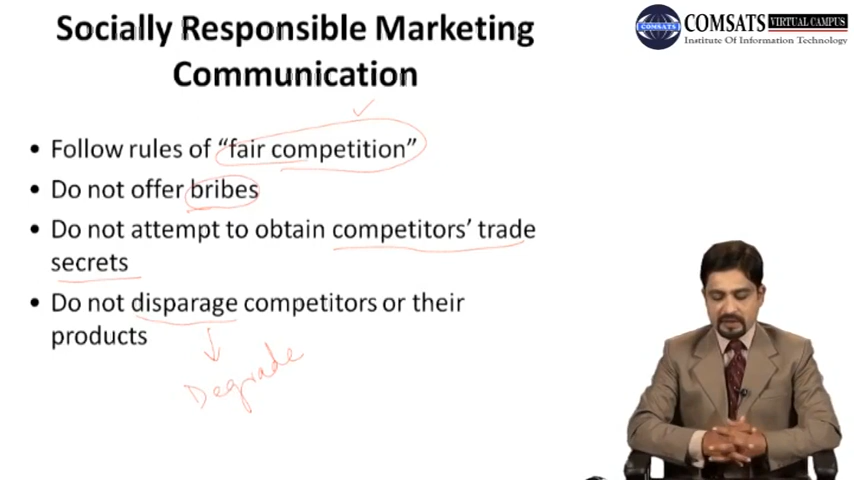 Socially Responsible Marketing
Communication
COMSATS VIRTUAL CAMPUS
Institute Of Information Technology
COMSATS
• Follow rules of “fair competition”
• Do not offer bribes
• Do not attempt to obtain competitors’ trade
secrets
• Do not disparage competitors or their
products
Degrade